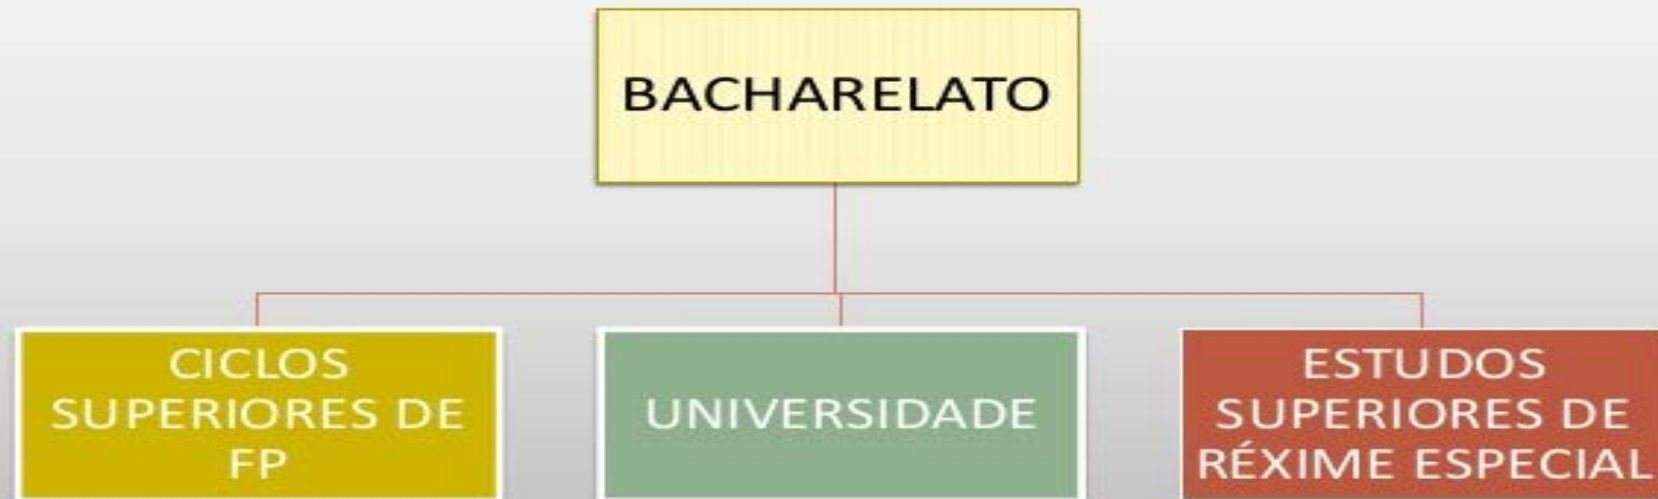 BACHARELATO
CICLOS
SUPERIORES DE
FP
UNIVERSIDADE
ESTUDOS
SUPERIORES DE
RÉXIME ESPECIAL